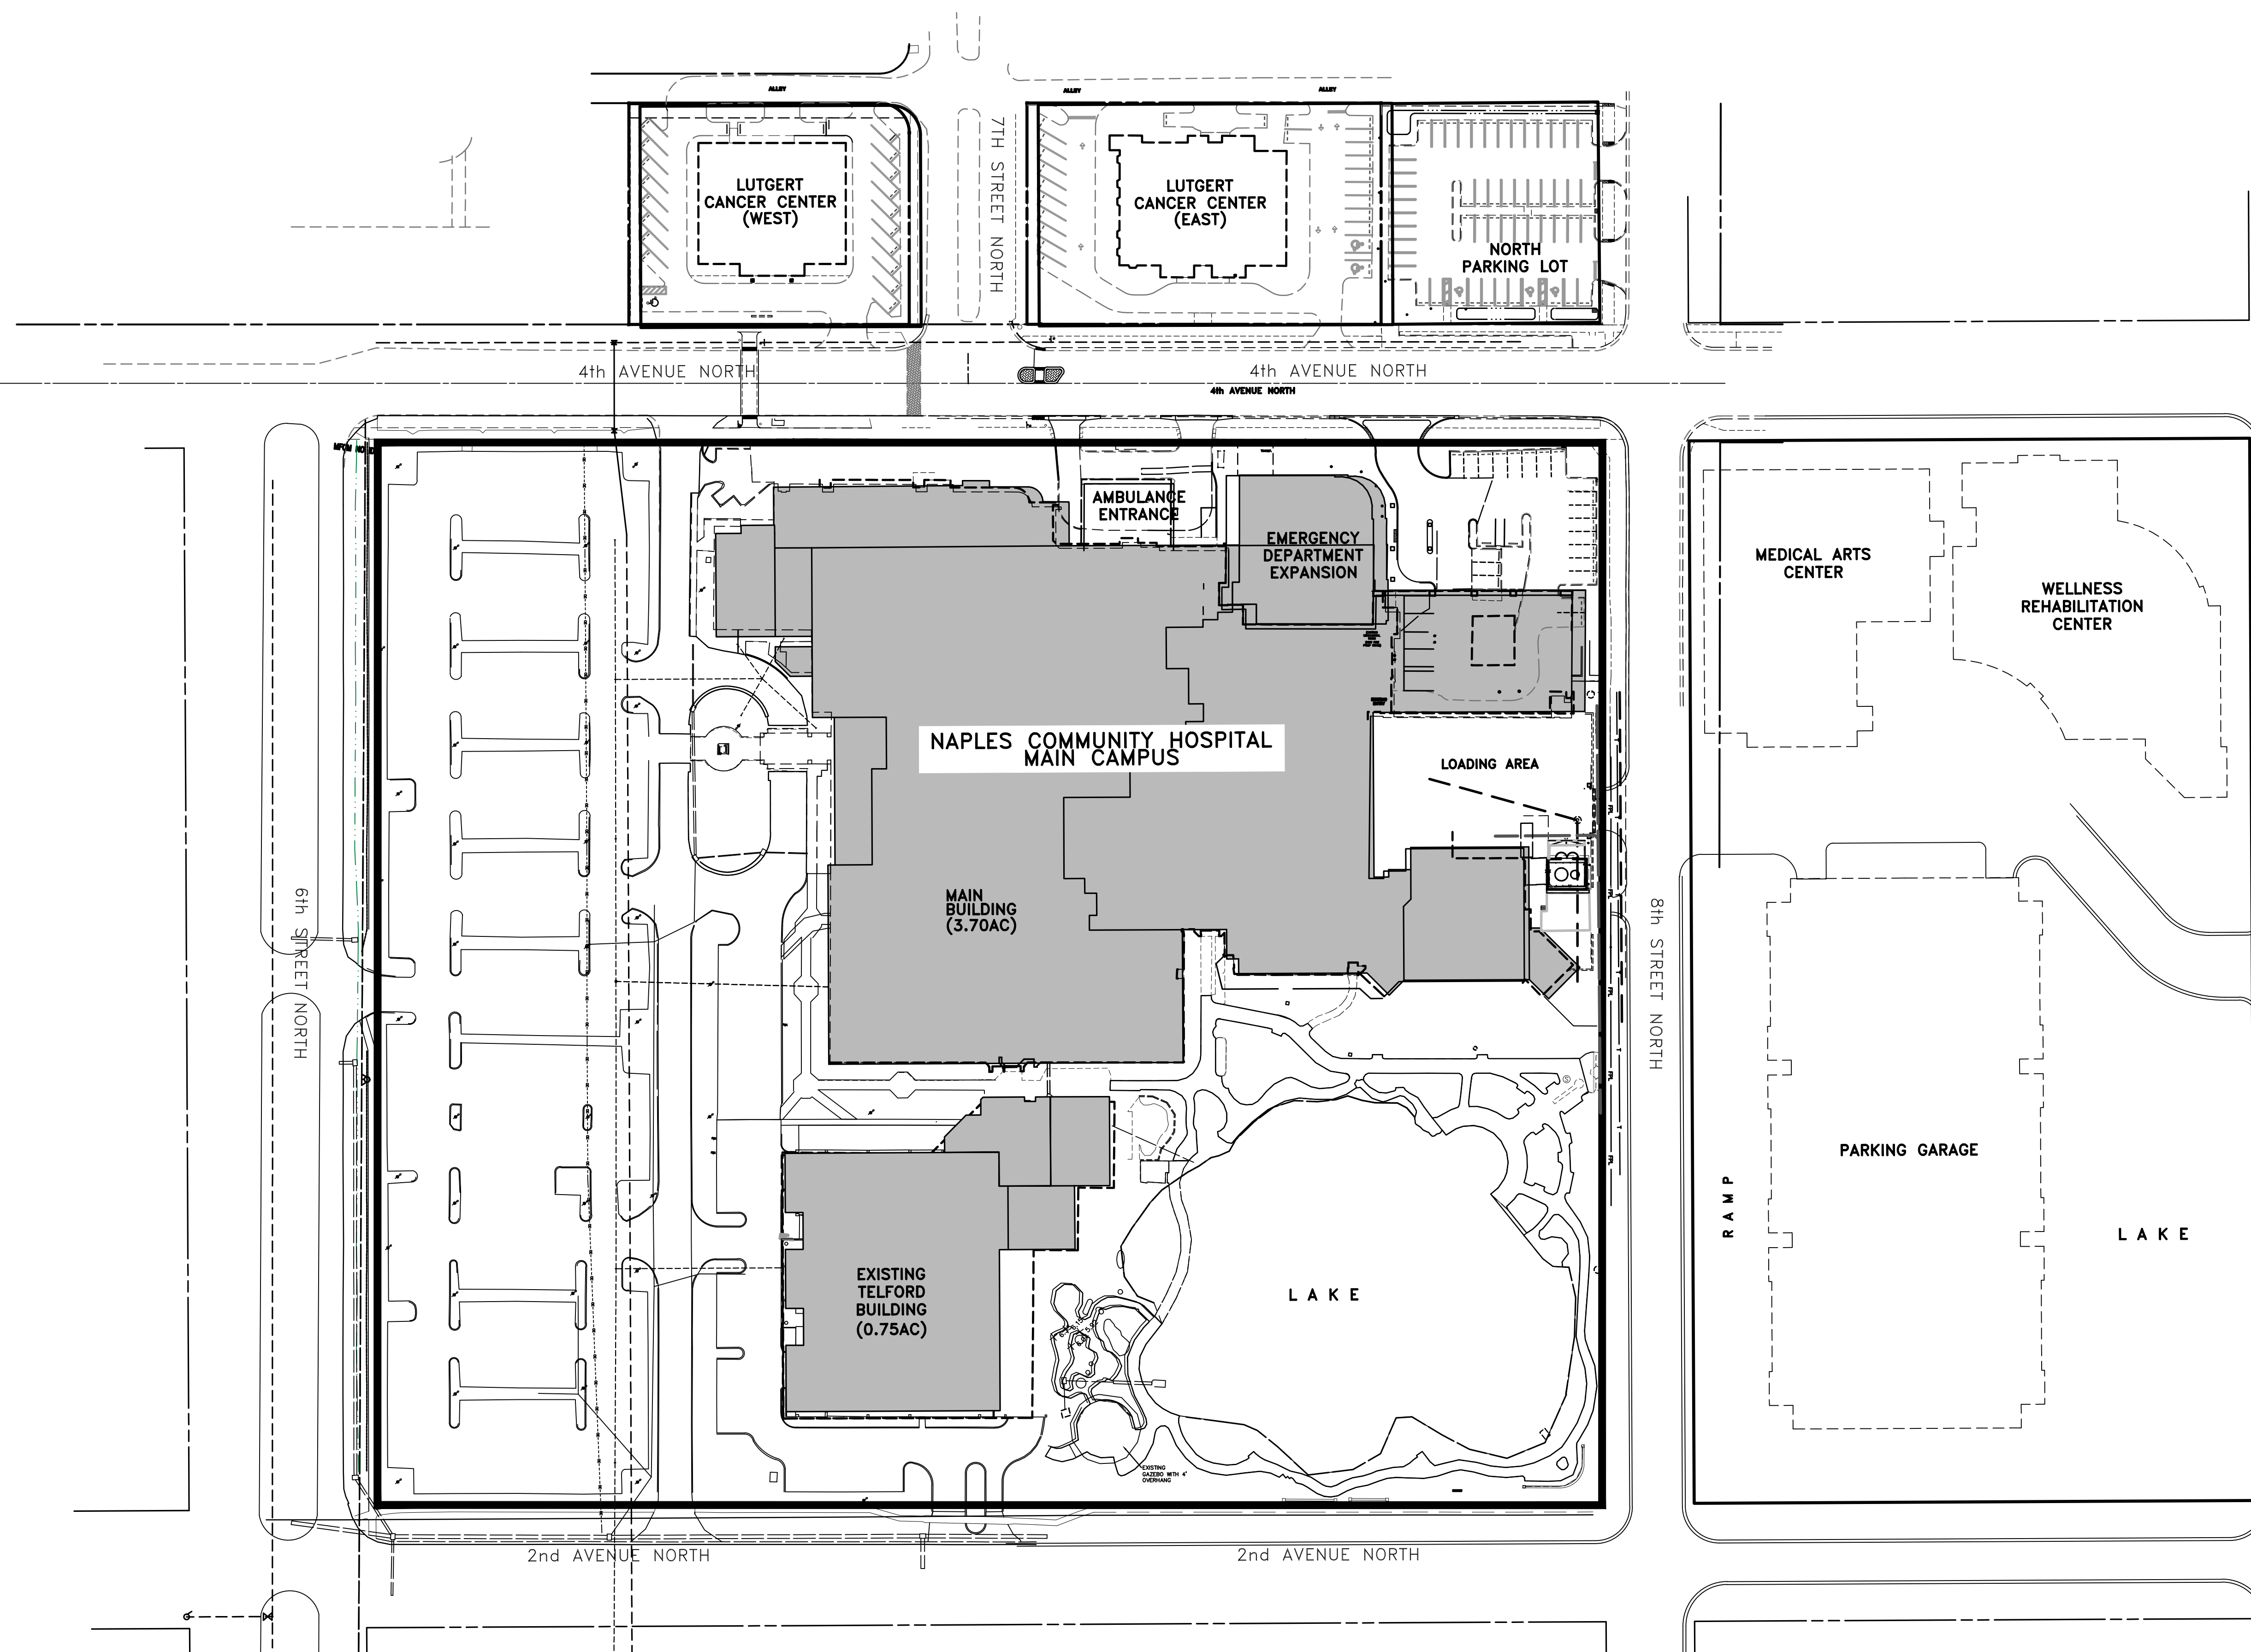 ALLEY
ALLEY
ALLEY
7TH STREET NORTH
LUTGERT
CANCER CENTER
(WEST)
LUTGERT
CANCER CENTER
(EAST)
NORTH
PARKING LOT
4th AVENUE NORTH
4th AVENUE NORTH
4th AVENUE NORTH
AMBULANCE
ENTRANCE
EMERGENCY
DEPARTMENT
EXPANSION
MEDICAL ARTS
CENTER
WELLNESS
REHABILITATION
CENTER
NAPLES COMMUNITY HOSPITAL
MAIN CAMPUS
LOADING AREA
MAIN
BUILDING
(3.70AC)
6th STREET NORTH
8th STREET NORTH
PARKING GARAGE
RAMP
LAKE
EXISTING
TELFORD
BUILDING
(0.75AC)
LAKE
EXISTING
GAZEBO WITH 4'
OVERHANG
2nd AVENUE NORTH
2nd AVENUE NORTH